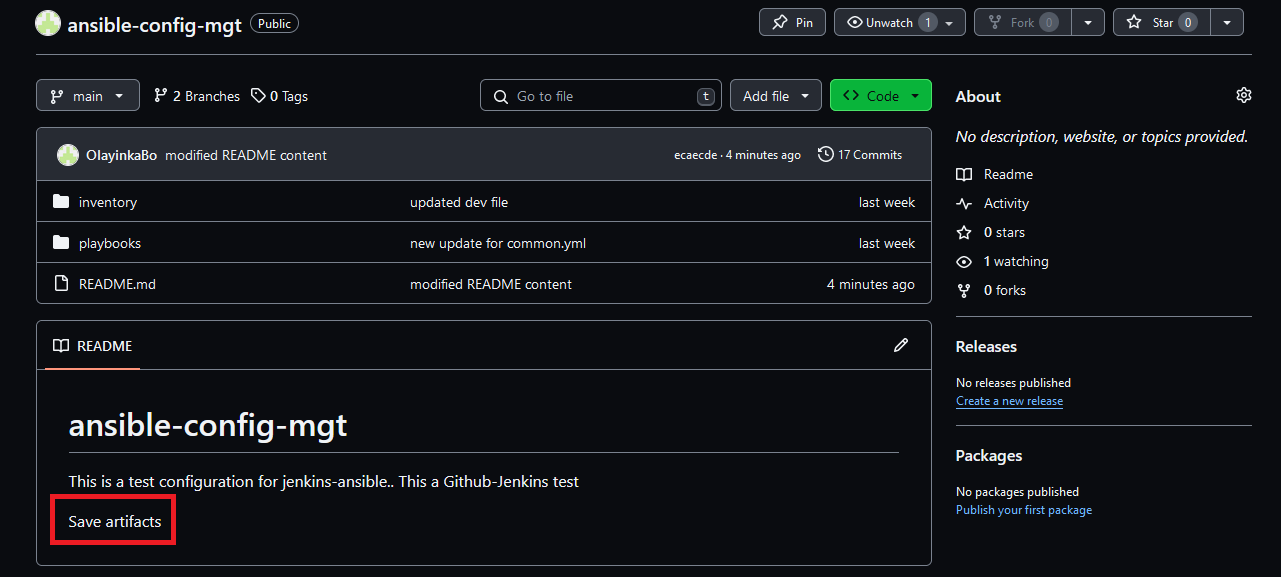 ansible-config-mgt Public Pin Unwatch 1 Fork 0 Star 0
main 2 Branches 0 Tags Go to file t Add file Code
About
No description, website, or topics provided.
OlayinkaBo modified README content ecaecde · 4 minutes ago 17 Commits
Readme
inventory updated dev file last week
Activity
playbooks new update for common.yml last week
0 stars
README.md modified README content 4 minutes ago
1 watching
0 forks
README
Releases
No releases published
Create a new release
ansible-config-mgt
Packages
This is a test configuration for jenkins-ansible.. This a Github-Jenkins test
No packages published
Publish your first package
Save artifacts